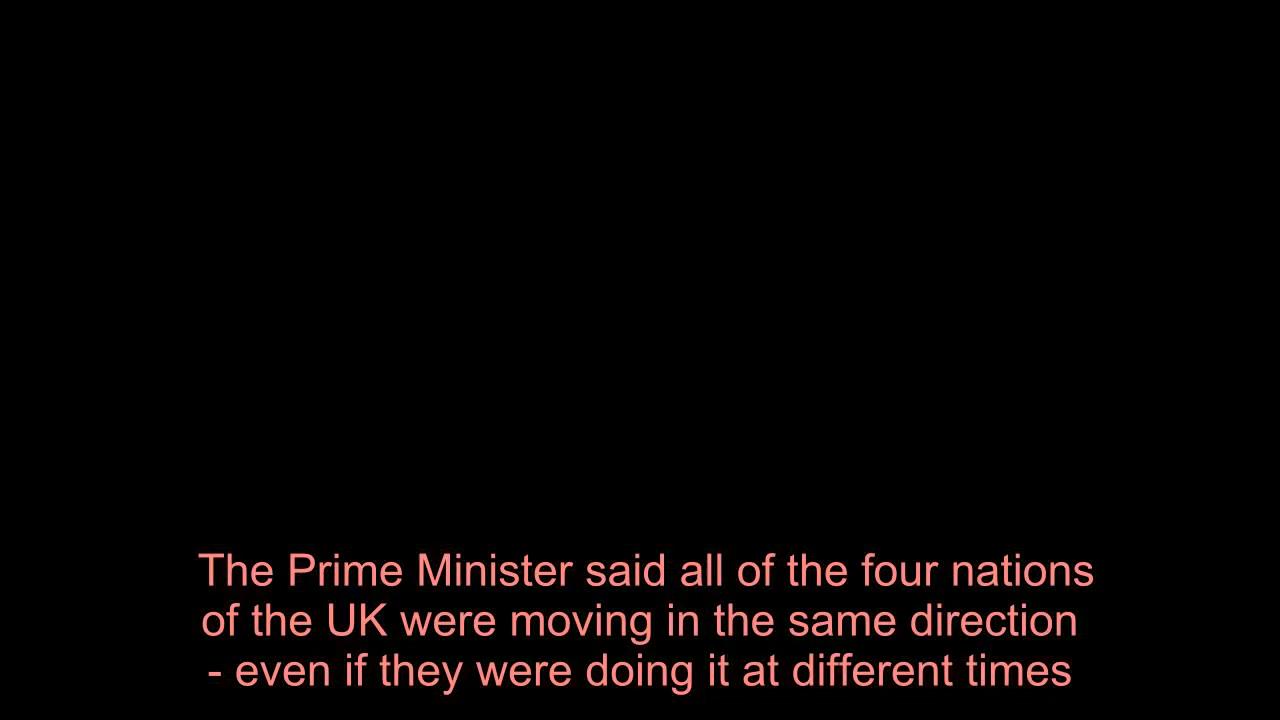 The Prime Minister said all of the four nations
of the UK were moving in the same direction
- even if they were doing it at different times